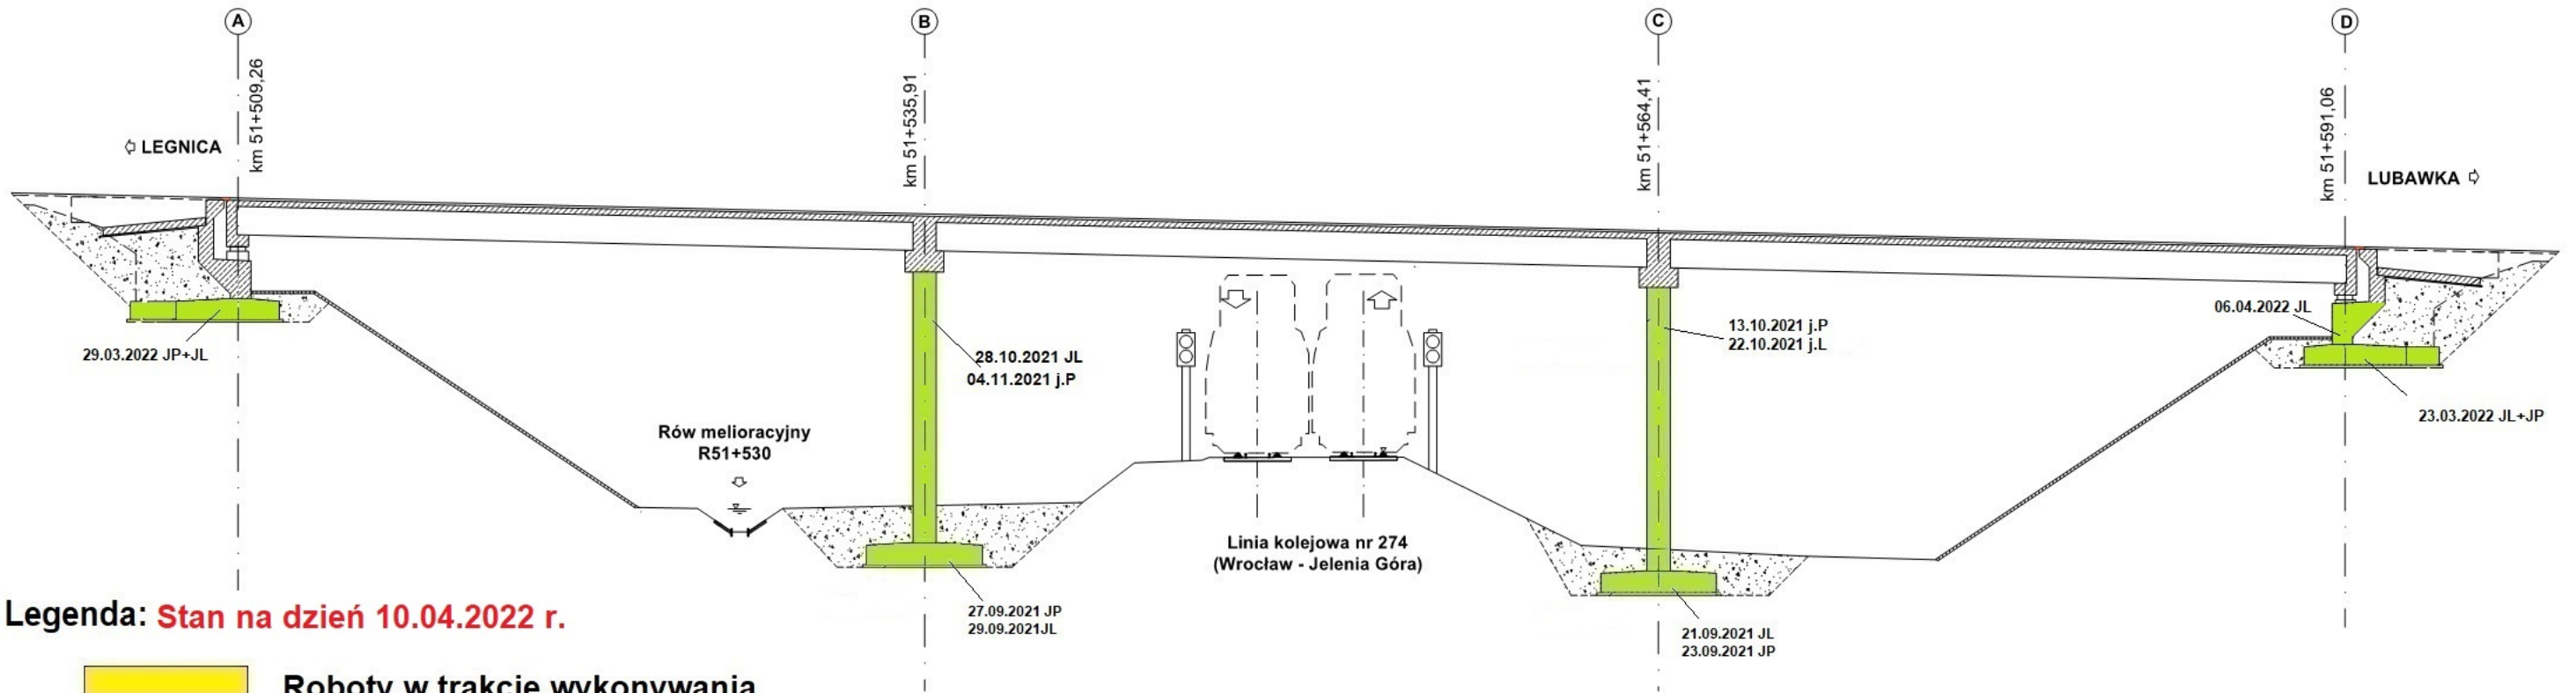 A
B
C
D
km 51+509,26
km 51+535,91
km 51+564,41
km 51+591,06
LEGNICA
LUBAWKA
29.03.2022 JP+JL
28.10.2021 JL
04.11.2021 j.P
13.10.2021 j.P
22.10.2021 j.L
06.04.2022 JL
23.03.2022 JL+JP
Rów melioracyjny
R51+530
Linia kolejowa nr 274
(Wrocław - Jelenia Góra)
27.09.2021 JP
29.09.2021JL
21.09.2021 JL
23.09.2021 JP
Legenda: Stan na dzień 10.04.2022 r.
Roboty w trakcie wykonywania